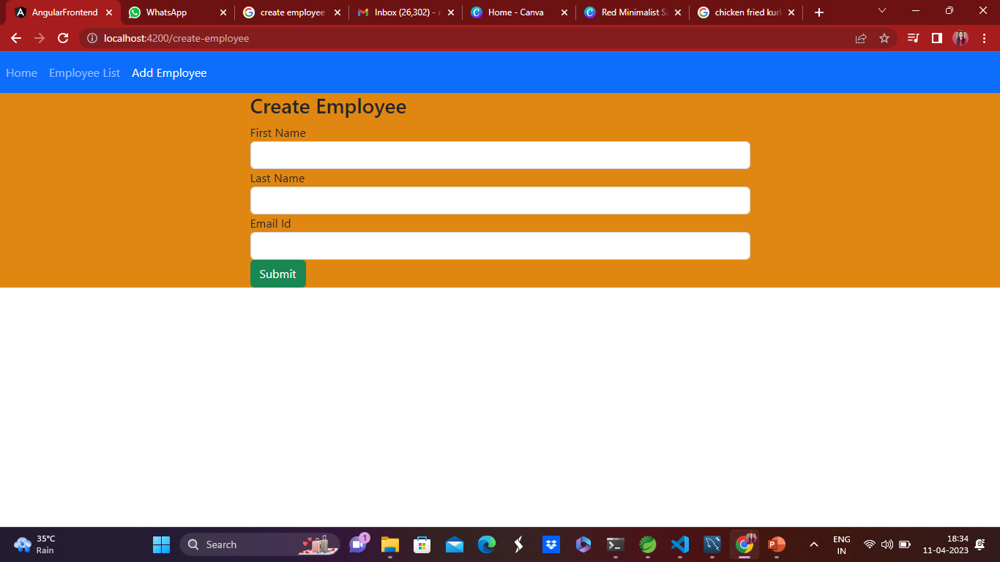 AngularFrontend WhatsApp create employee Inbox (26,302) - Home - Canva Red Minimalist Sa chicken fried kurk
localhost:4200/create-employee
Home Employee List Add Employee
Create Employee
First Name
Last Name
Email Id
Submit
35°C
Rain
Search
1
ENG
IN
18:34
11-04-2023